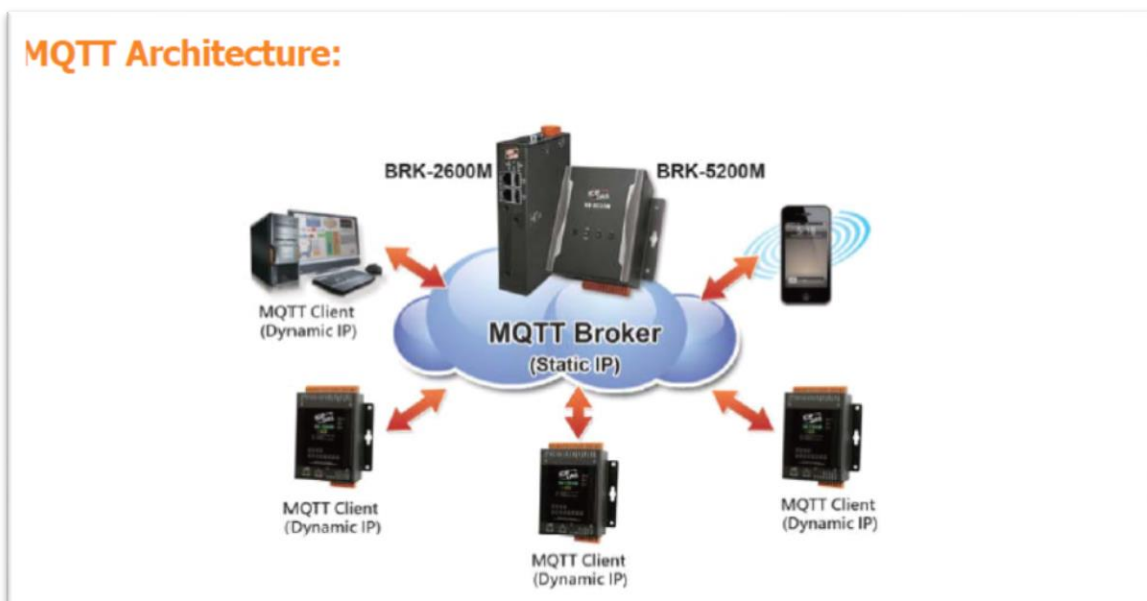 MQTT Architecture:
BRK-2600M
BRK-5200M
MQTT Client
(Dynamic IP)
MQTT Broker
(Static IP)
MQTT Client
(Dynamic IP)
MQTT Client
(Dynamic IP)
MQTT Client
(Dynamic IP)